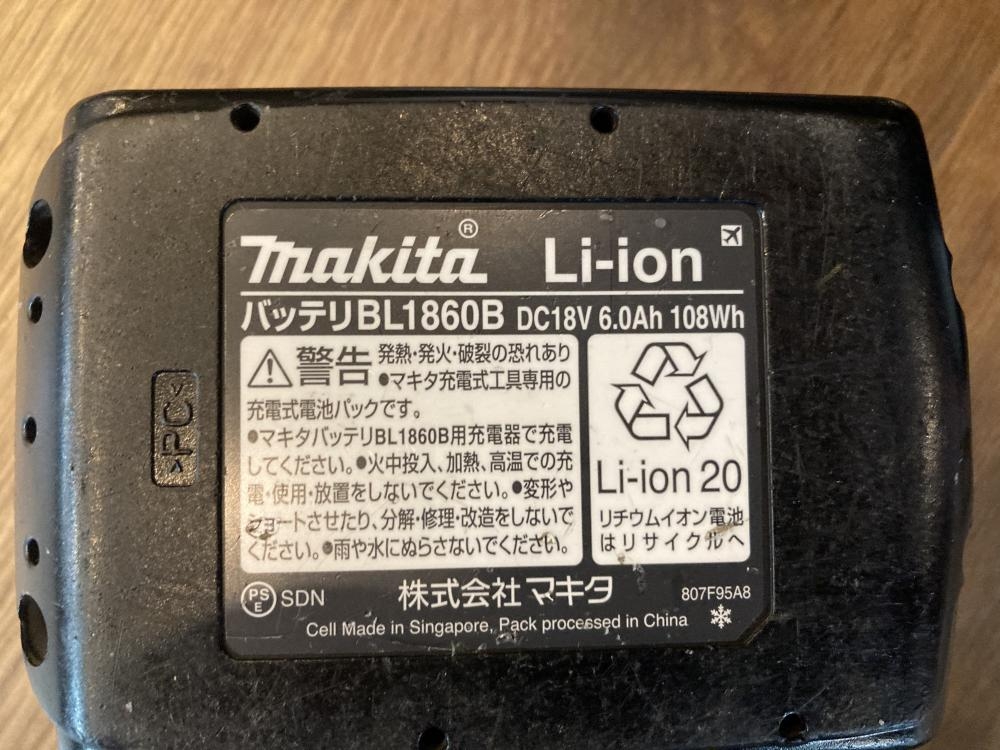 makita® Li-ion
バッテリBL1860B DC18V 6.0Ah 108Wh
警告 発熱・発火・破裂の恐れあり
●マキタ充電式工具専用の
充電式電池パックです。
●マキタバッテリBL1860B用充電器で充電
してください。●火中投入、加熱、高温での充
電・使用・放置をしないでください。●変形や
ショートさせたり、分解・修理・改造をしないで
ください。●雨や水にぬらさないでください。
Li-ion 20
リチウムイオン電池
はリサイクルへ
>PC<
PSE SDN
株式会社マキタ
807F95A8
Cell Made in Singapore, Pack processed in China